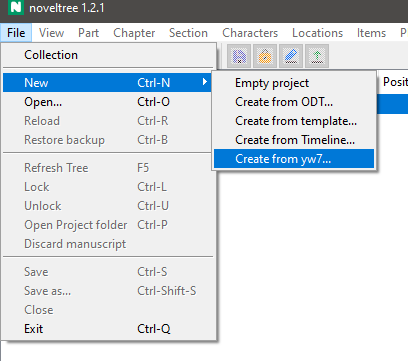 noveltree 1.2.1
File View Part Chapter Section Characters Locations Items P
Collection
New Ctrl-N
Open... Ctrl-O
Reload Ctrl-R
Restore backup Ctrl-B
Refresh Tree F5
Lock Ctrl-L
Unlock Ctrl-U
Open Project folder Ctrl-P
Discard manuscript
Save Ctrl-S
Save as... Ctrl-Shift-S
Close
Exit Ctrl-Q
Empty project
Create from ODT...
Create from template...
Create from Timeline...
Create from yw7...
Posit